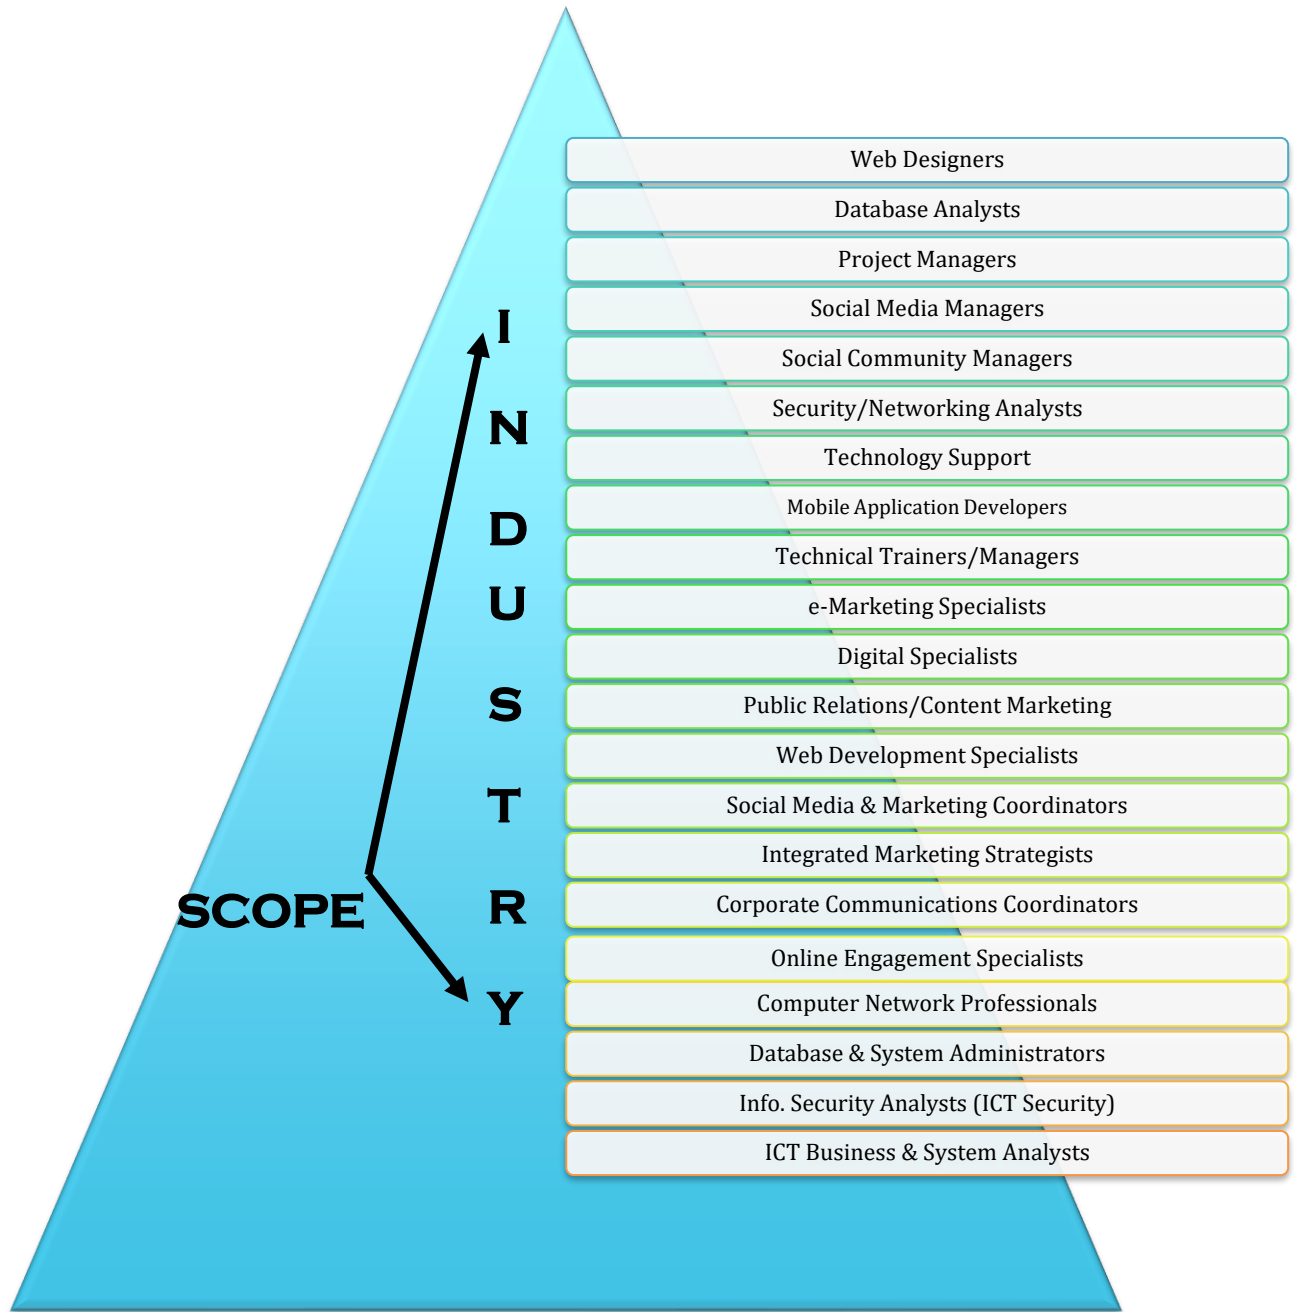 Web Designers
Database Analysts
Project Managers
Social Media Managers
Social Community Managers
Security/Networking Analysts
Technology Support
Mobile Application Developers
Technical Trainers/Managers
e-Marketing Specialists
Digital Specialists
Public Relations/Content Marketing
Web Development Specialists
Social Media & Marketing Coordinators
Integrated Marketing Strategists
Corporate Communications Coordinators
Online Engagement Specialists
Computer Network Professionals
Database & System Administrators
Info. Security Analysts (ICT Security)
ICT Business & System Analysts
I
N
D
U
S
T
R
Y
SCOPE